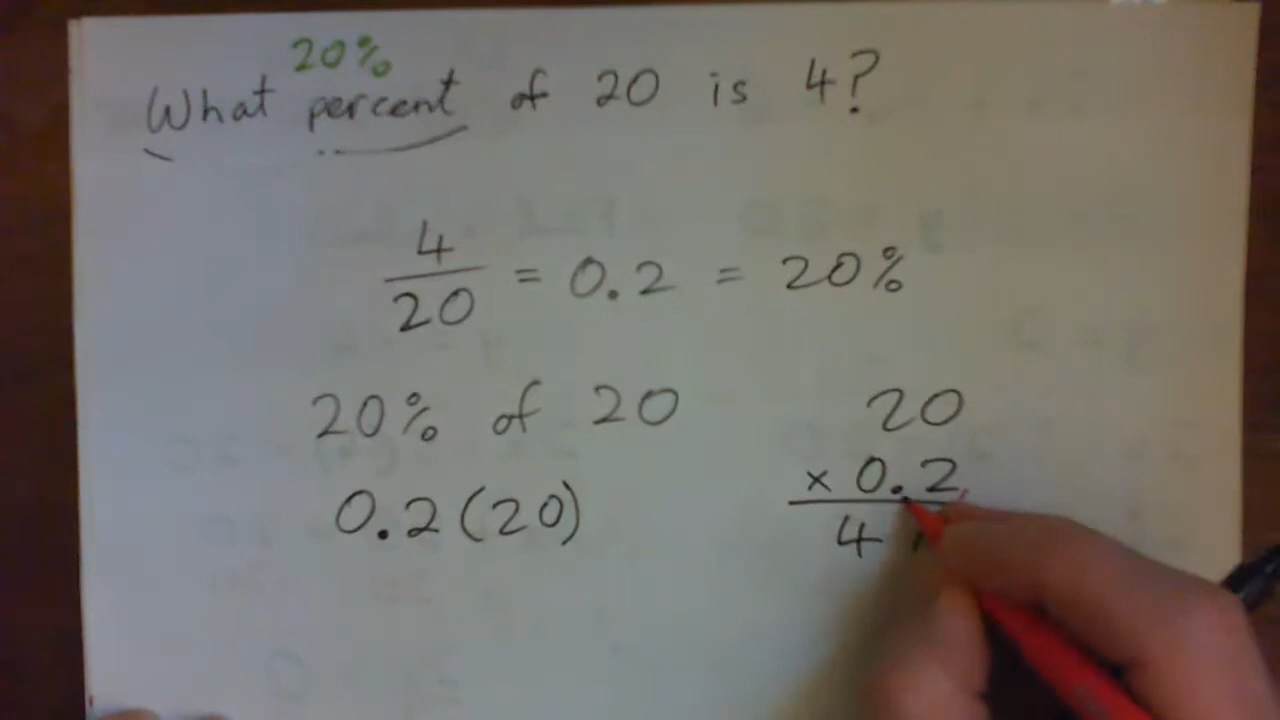 20%
What percent of 20 is 4?
4
20 = 0.2 = 20%
20% of 20
0.2(20)
20
× 0.2
4